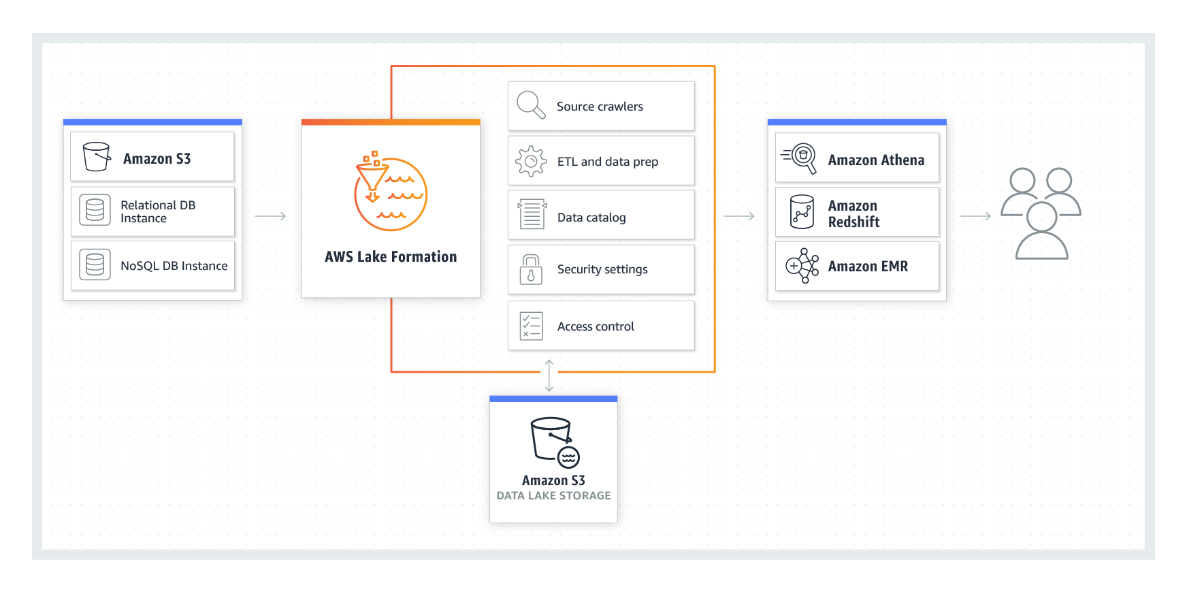 Amazon S3
Relational DB
Instance
NoSQL DB Instance
AWS Lake Formation
Source crawlers
ETL and data prep
Data catalog
Security settings
Access control
Amazon S3
DATA LAKE STORAGE
Amazon Athena
Amazon
Redshift
Amazon EMR